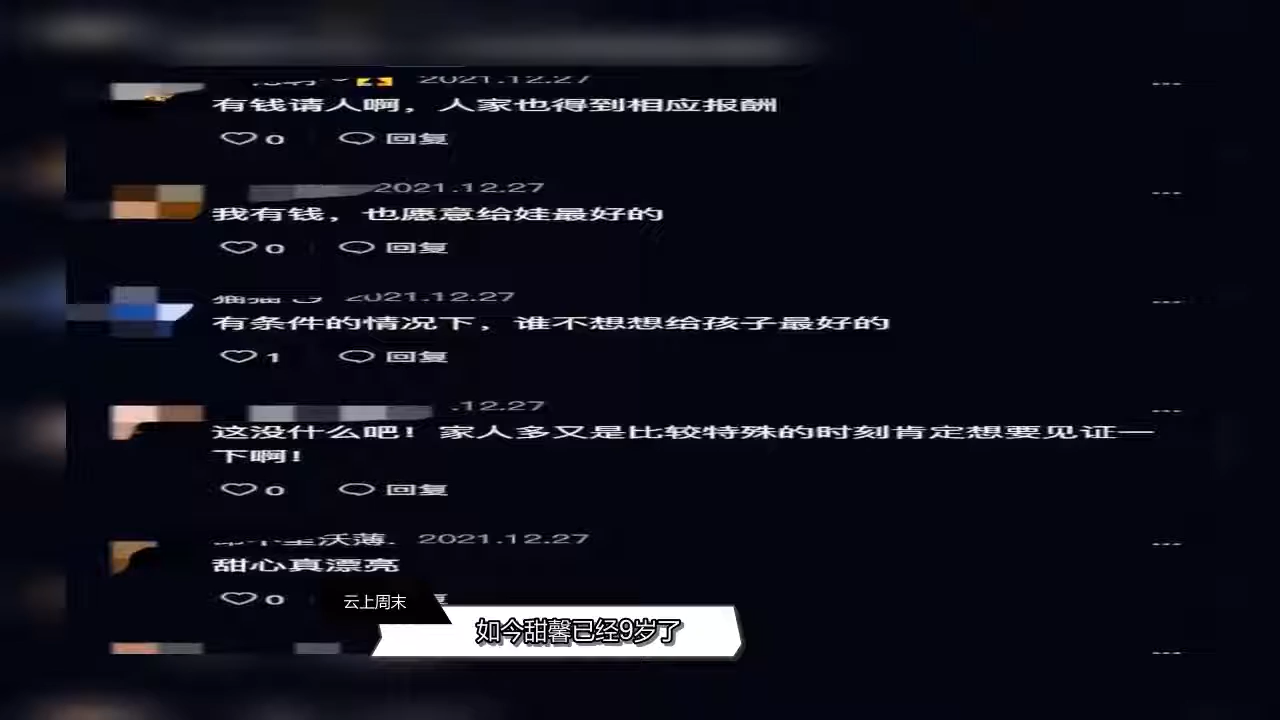 2021.12.27
有钱请人啊，人家也得到相应报酬
0 回复
2021.12.27
我有钱，也愿意给娃最好的
0 回复
2021.12.27
有条件的情况下，谁不想想给孩子最好的
1 回复
.12.27
这没什么吧！家人多又是比较特殊的时刻肯定想要见证一
下啊！
0 回复
沃薄. 2021.12.27
甜心真漂亮
0
云上周末
如今甜馨已经9岁了